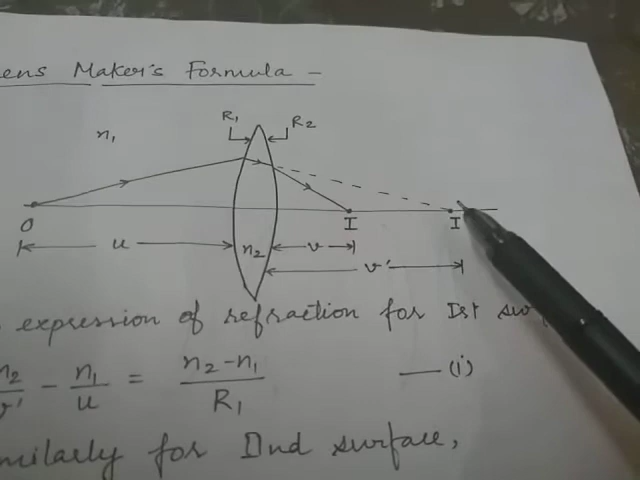 ens Maker's Formula -
R1 R2
n1
O I I
u n2 v
v'
expression of refraction for Ist
n2/v' - n1/u = n2-n1/R1 —(i)
milarly for IInd surface,